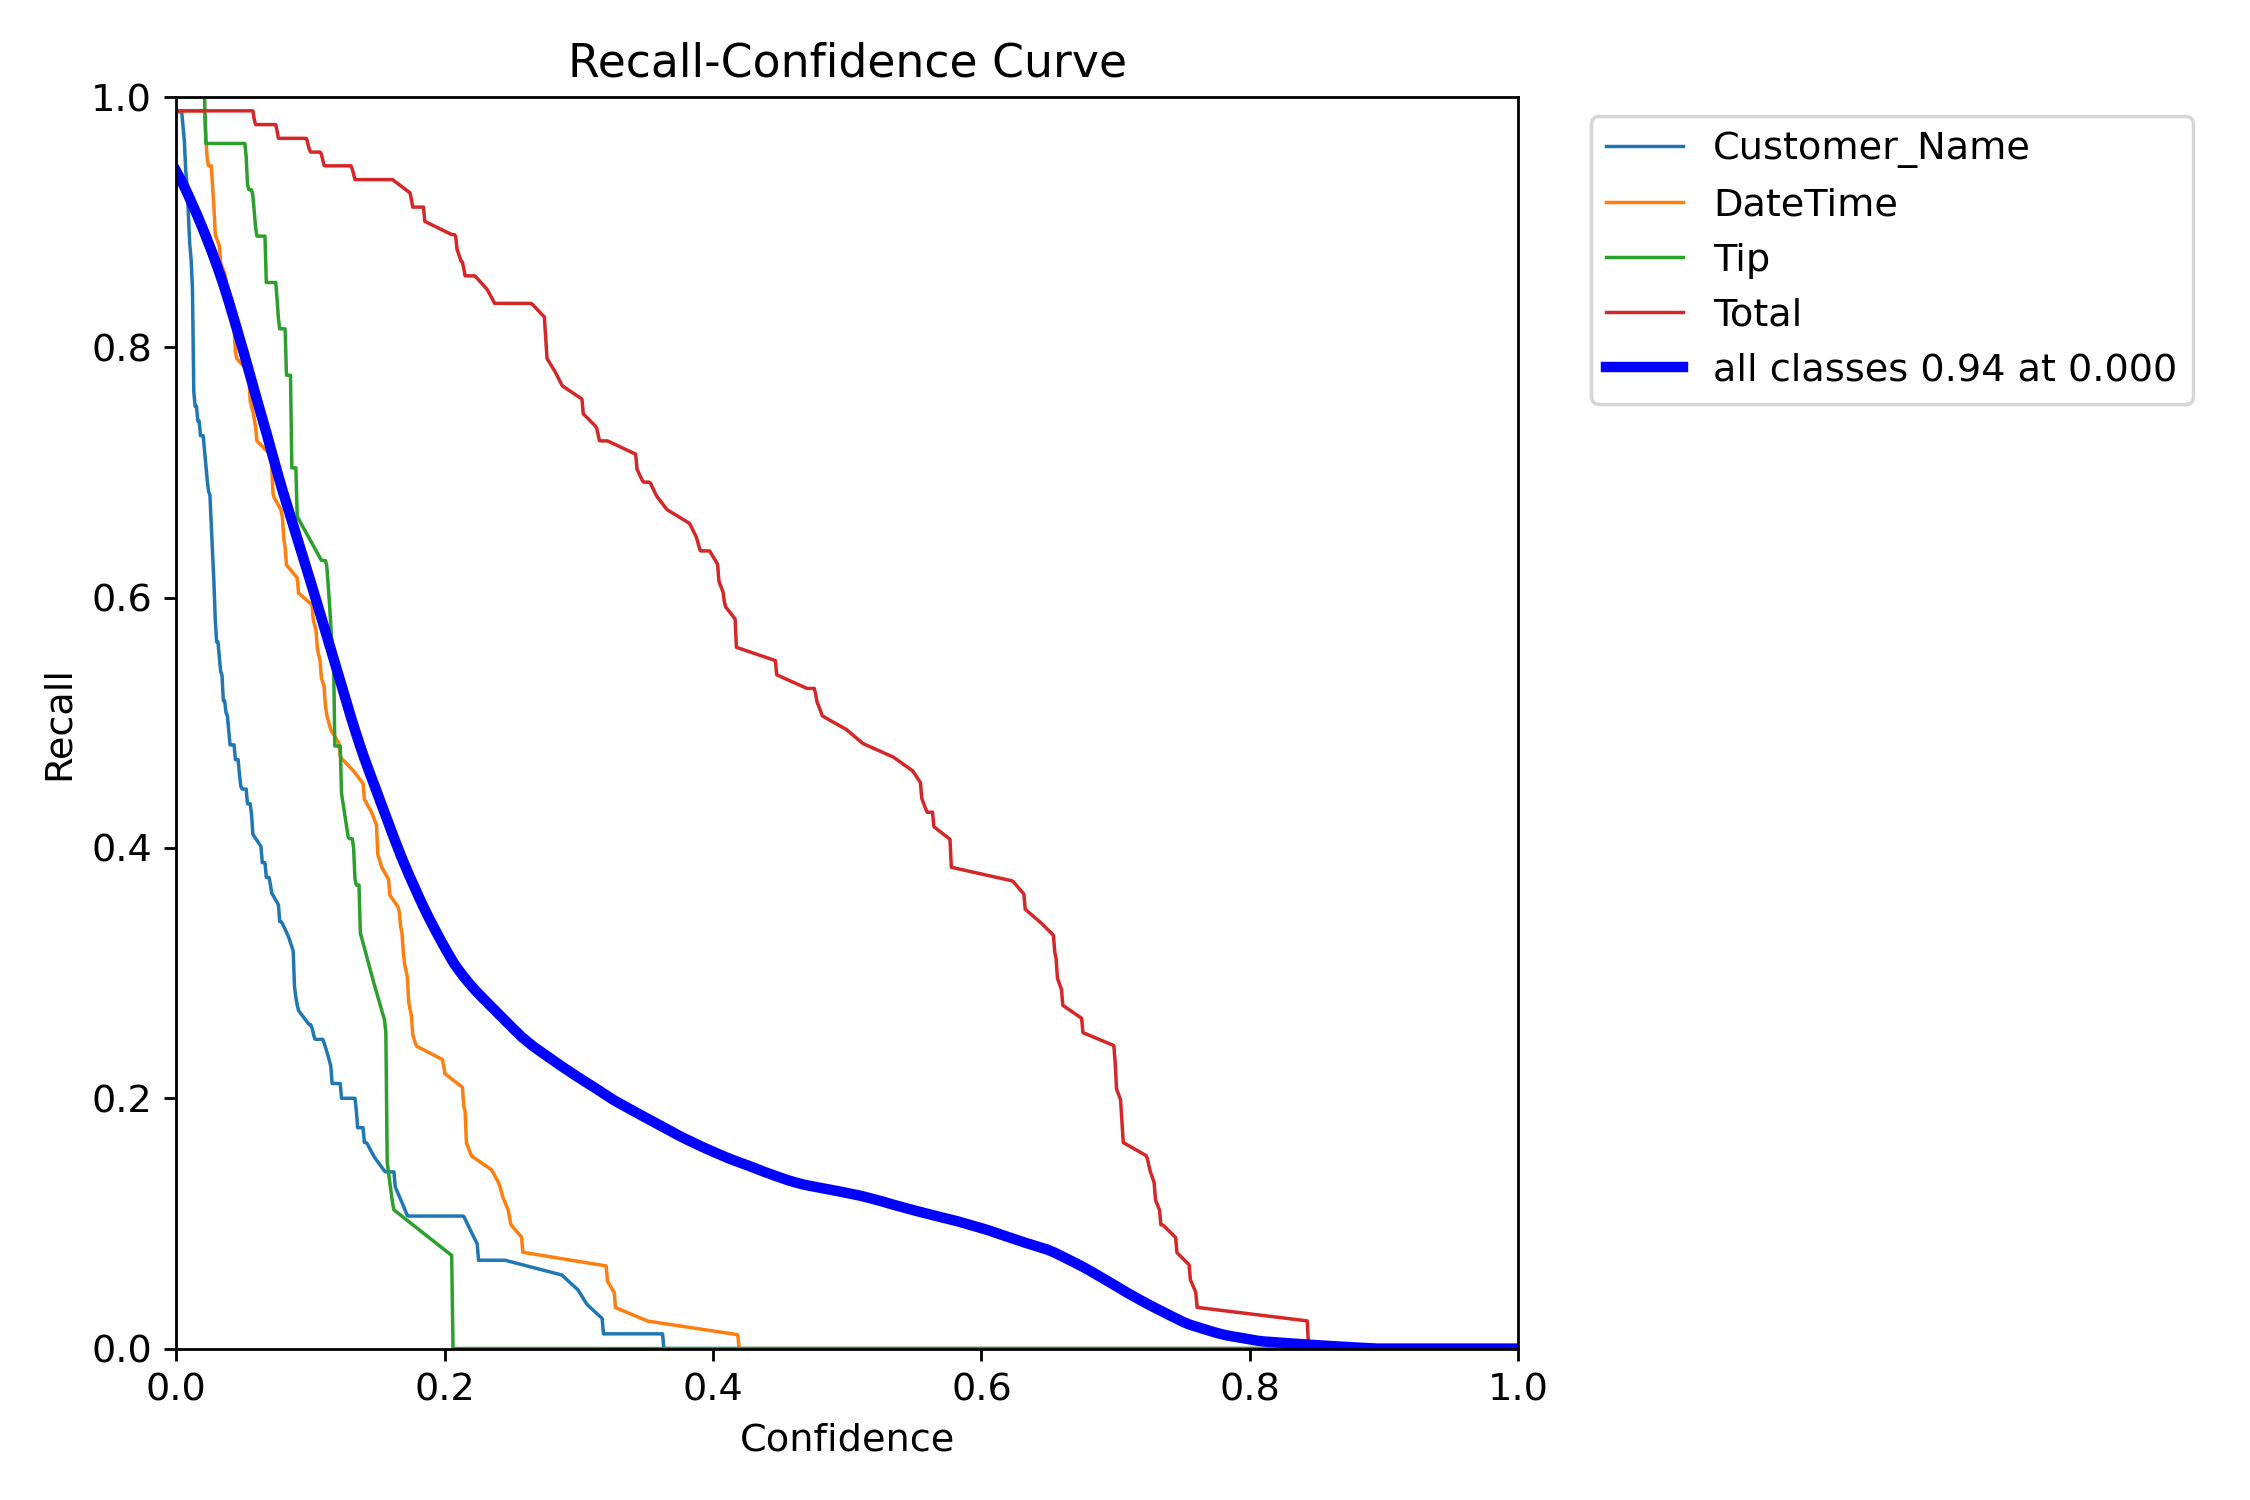 Recall-Confidence Curve
1.0
0.8
0.6
0.4
0.2
0.0
Recall
0.0 0.2 0.4 0.6 0.8 1.0
Confidence
Customer_Name
DateTime
Tip
Total
all classes 0.94 at 0.000